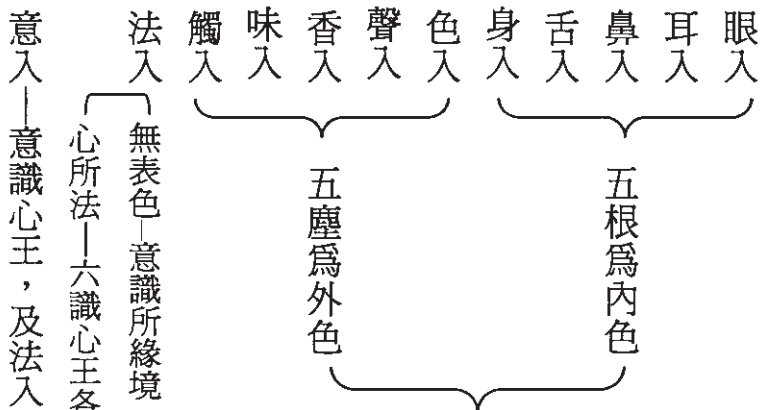 眼入
耳入
鼻入
舌入
身入
五根爲內色
色入
聲入
香入
味入
觸入
五塵爲外色
法入
無表色—意識所緣境
心所法—六識心王各
意入—意識心王，及法入